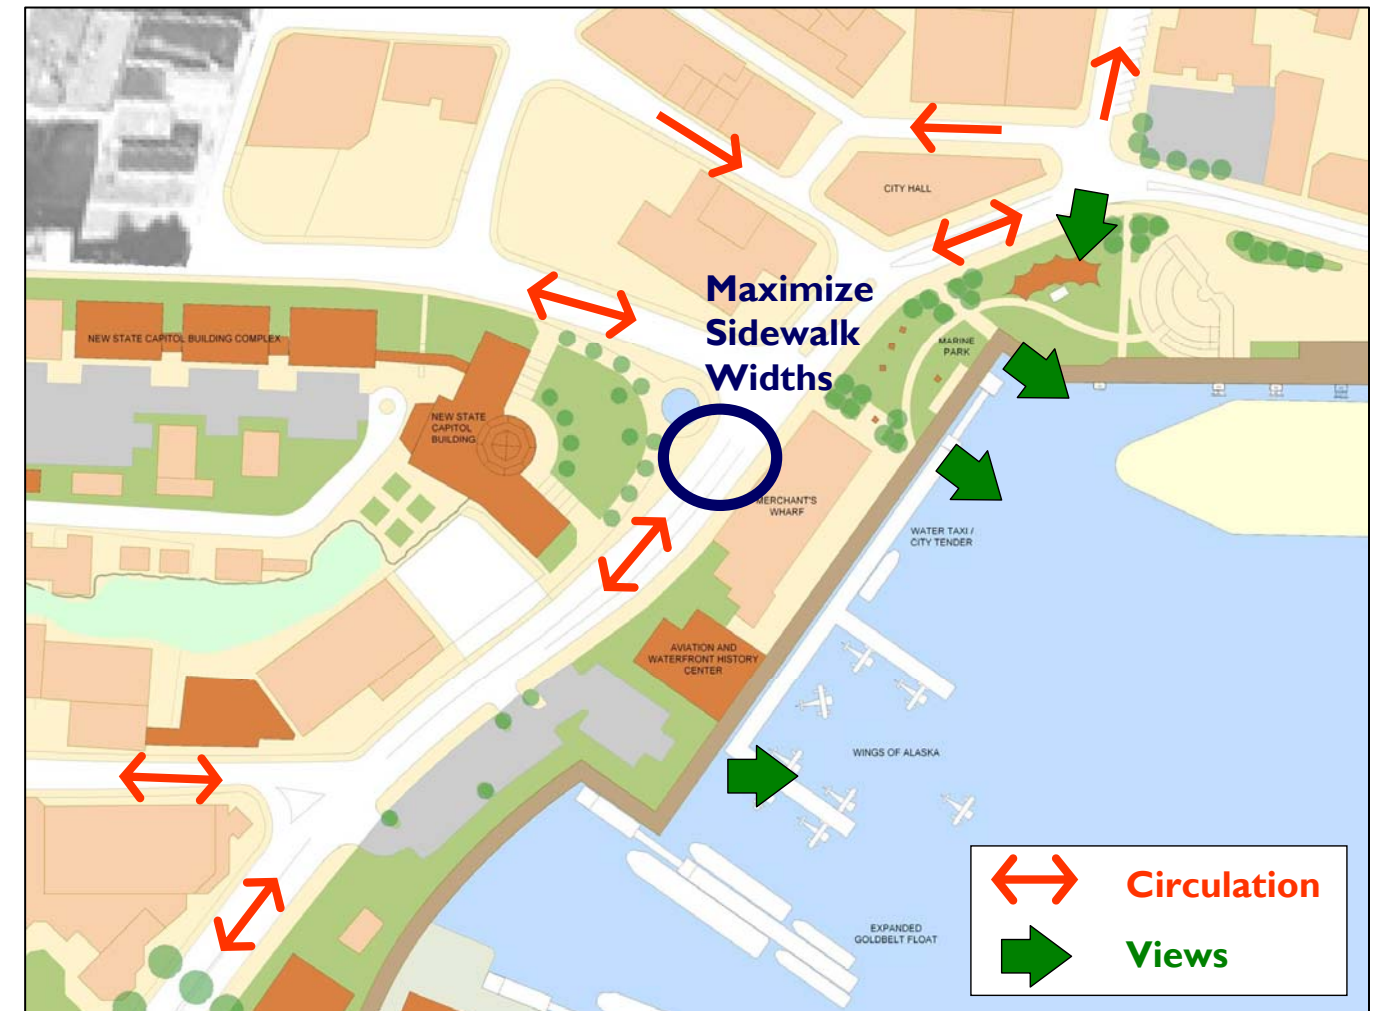 CITY HALL
Maximize
Sidewalk
Widths
NEW STATE CAPITOL BUILDING COMPLEX
MARINE
PARK
NEW STATE
CAPITOL
BUILDING
MERCHANT'S
WHARF
WATER TAXI /
CITY TENDER
AVIATION AND
WATERFRONT HISTORY
CENTER
WINGS OF ALASKA
EXPANDED
GOLDBELT FLOAT
Circulation
Views